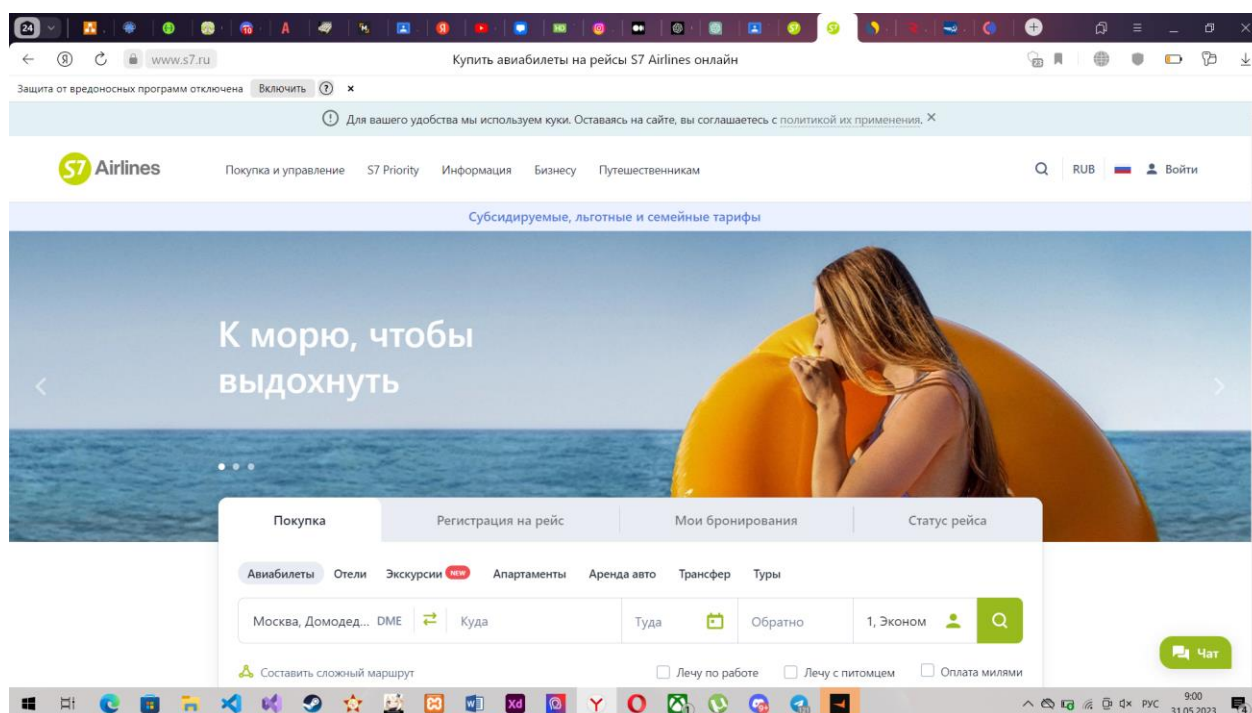 24
www.s7.ru
Купить авиабилеты на рейсы S7 Airlines онлайн
Защита от вредоносных программ отключена Включить ? ×
Для вашего удобства мы используем куки. Оставаясь на сайте, вы соглашаетесь с политикой их применения. ×
S7 Airlines
Покупка и управление S7 Priority Информация Бизнесу Путешественникам
RUB Войти
Субсидируемые, льготные и семейные тарифы
К морю, чтобы
выдохнуть
Покупка Регистрация на рейс Мои бронирования Статус рейса
Авиабилеты Отели Экскурсии NEW Апартаменты Аренда авто Трансфер Туры
Москва, Домодед... DME Куда Туда Обратно 1, Эконом
Чат
Составить сложный маршрут Лечу по работе Лечу с питомцем Оплата милями
РУС 9:00
31.05.2023